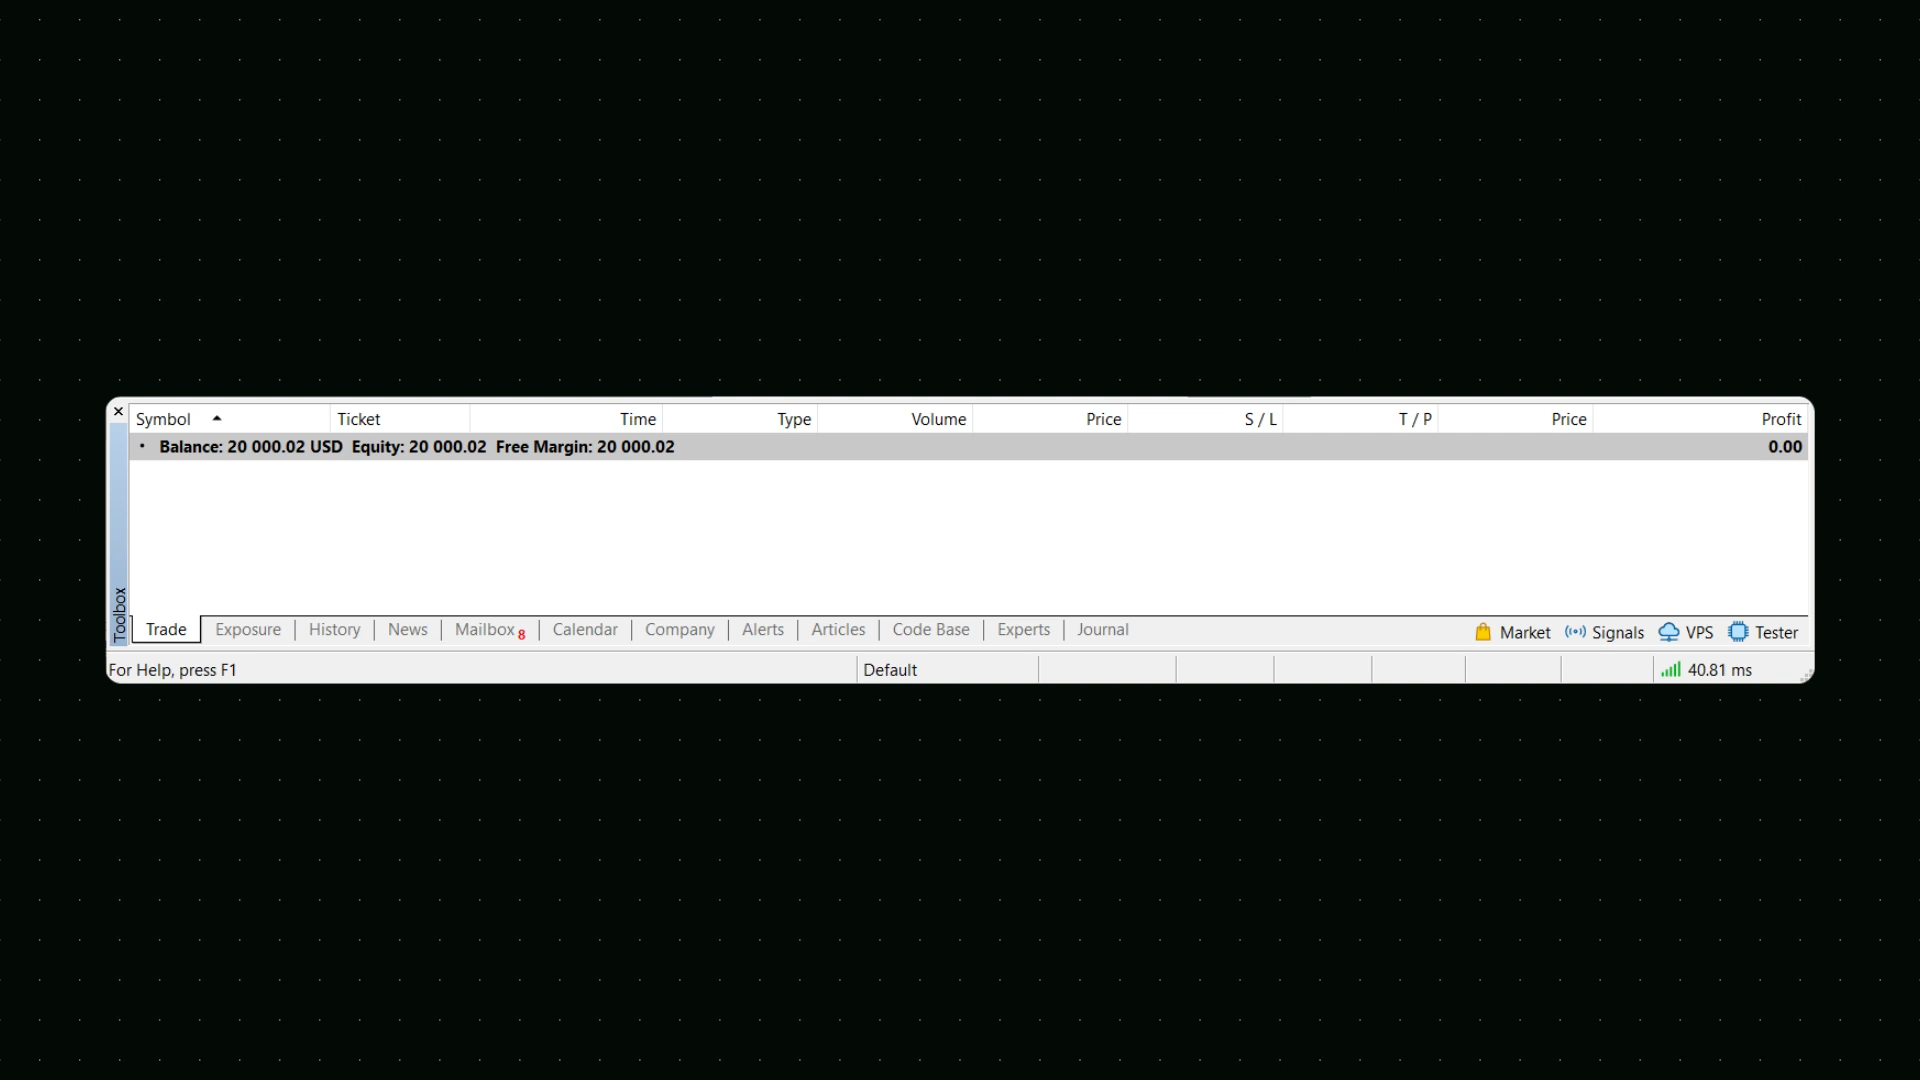 Symbol Ticket Time Type Volume Price S / L T / P Price Profit
Balance: 20 000.02 USD Equity: 20 000.02 Free Margin: 20 000.02 0.00
Toolbox
Trade Exposure History News Mailbox 8 Calendar Company Alerts Articles Code Base Experts Journal Market Signals VPS Tester
For Help, press F1 Default 40.81 ms